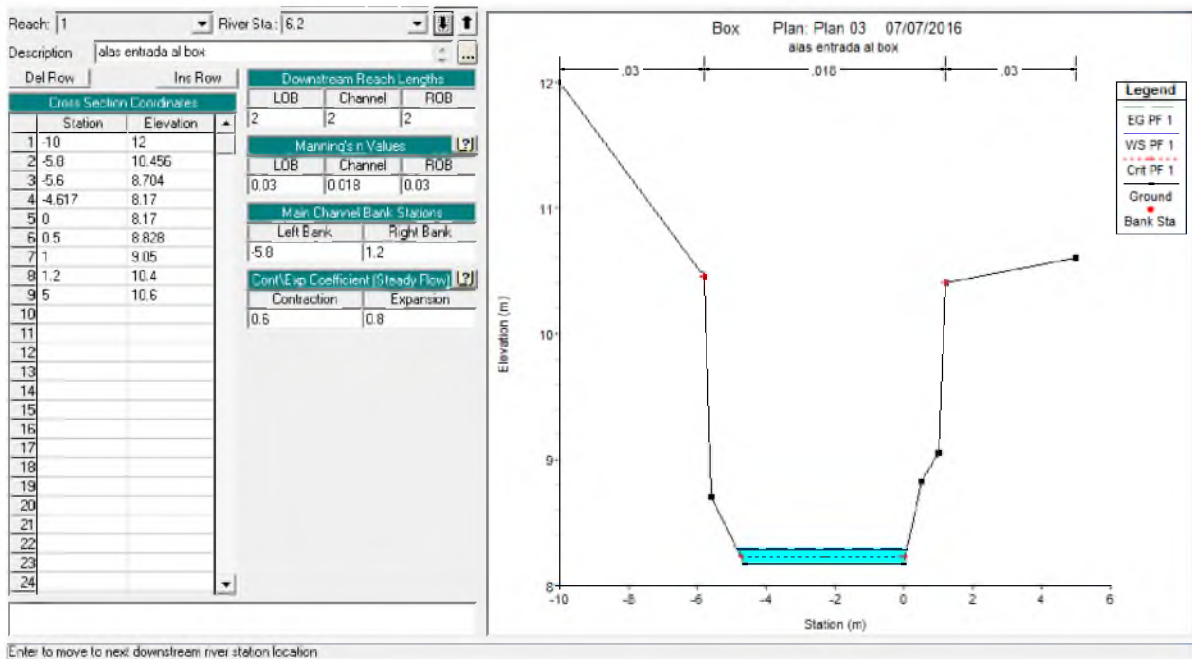 Reach: 1 River Sta.: 6.2
Description alas entrada al box ...
Del Row Ins Row
Cross Section Coordinates
Station Elevation
1 -10 12
2 -5.8 10.456
3 -5.6 8.704
4 -4.617 8.17
5 0 8.17
6 0.5 8.828
7 1 9.05
8 1.2 10.4
9 5 10.6
10
11
12
13
14
15
16
17
18
19
20
21
22
23
24
Downstream Reach Lengths
LOB Channel ROB
2 2 2
Manning's n Values ?
LOB Channel ROB
0.03 0.018 0.03
Main Channel Bank Stations
Left Bank Right Bank
-5.8 1.2
Cont\Exp Coefficient (Steady Flow) ?
Contraction Expansion
0.6 0.8
Enter to move to next downstream river station location
Box Plan: Plan 03 07/07/2016
alas entrada al box
.03 .018 .03
12
11
10
9
8
Elevation (m)
-10 -8 -6 -4 -2 0 2 4 6
Station (m)
Legend
EG PF 1
WS PF 1
Crit PF 1
Ground
Bank Sta